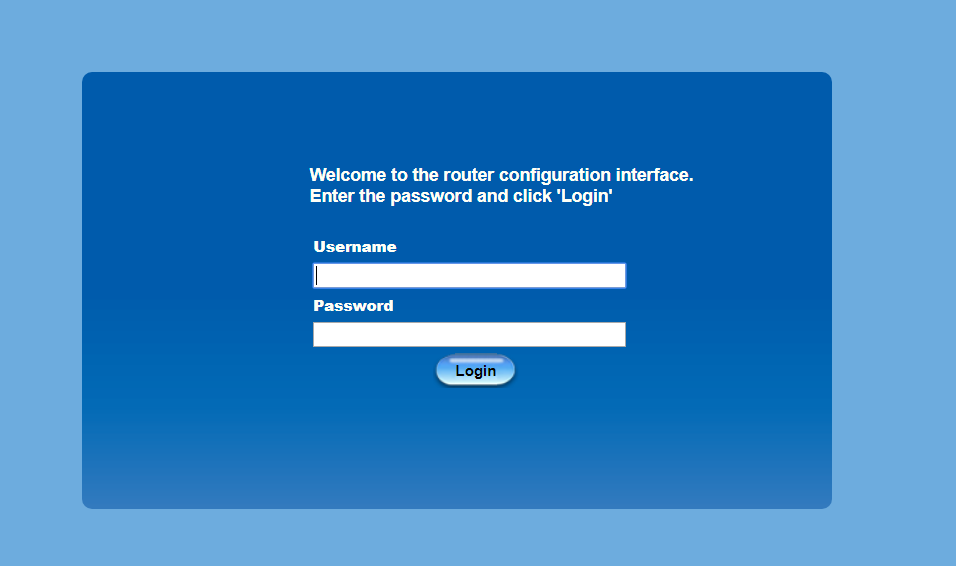 Welcome to the router configuration interface.
Enter the password and click 'Login'
Username
Password
Login